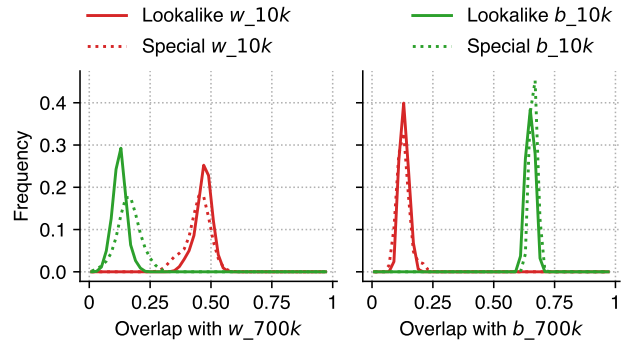 Lookalike w_10k
Special w_10k
Lookalike b_10k
Special b_10k
Frequency
0.4
0.3
0.2
0.1
0.0
0 0.25 0.50 0.75 1
Overlap with w_700k
0 0.25 0.50 0.75 1
Overlap with b_700k